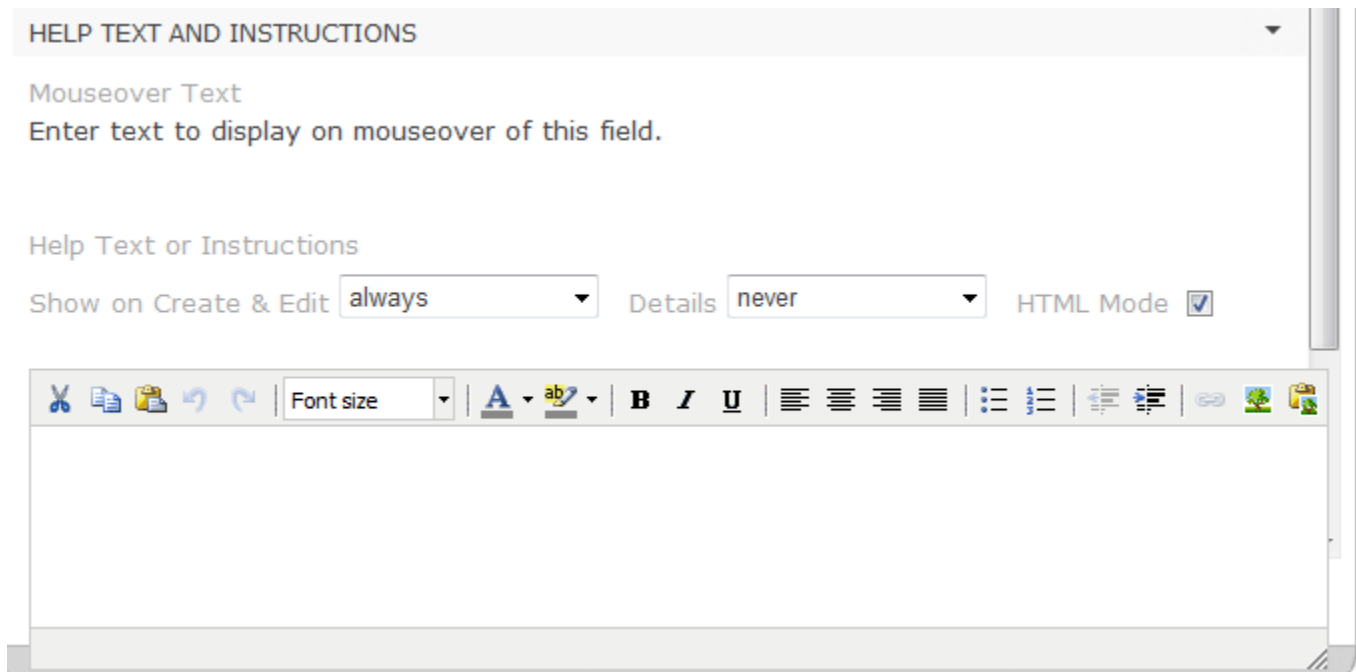 HELP TEXT AND INSTRUCTIONS
Mouseover Text
Enter text to display on mouseover of this field.
Help Text or Instructions
Show on Create & Edit always Details never HTML Mode
Font size A ab B I U